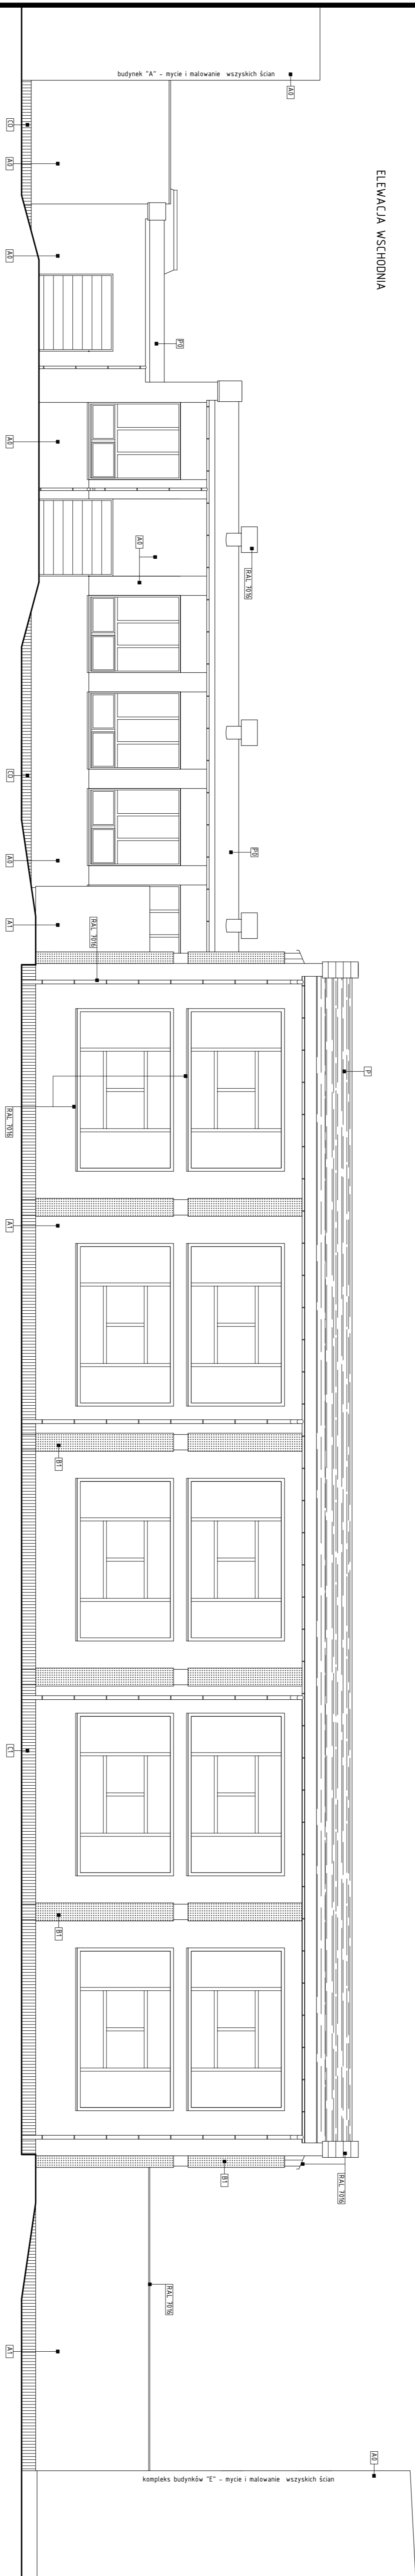 ELEWACJA WSCHODNIA
budynek "A" - mycie i malowanie wszyskich ścian
A0
C0
A0
A0
P0
A0
A0
RAL 7016
C0
P0
A0
A1
RAL 7016
P
RAL 7016
A1
B1
C1
B1
B1
RAL 7016
RAL 7016
A1
A0
kompleks budynków "E" - mycie i malowanie wszyskich ścian